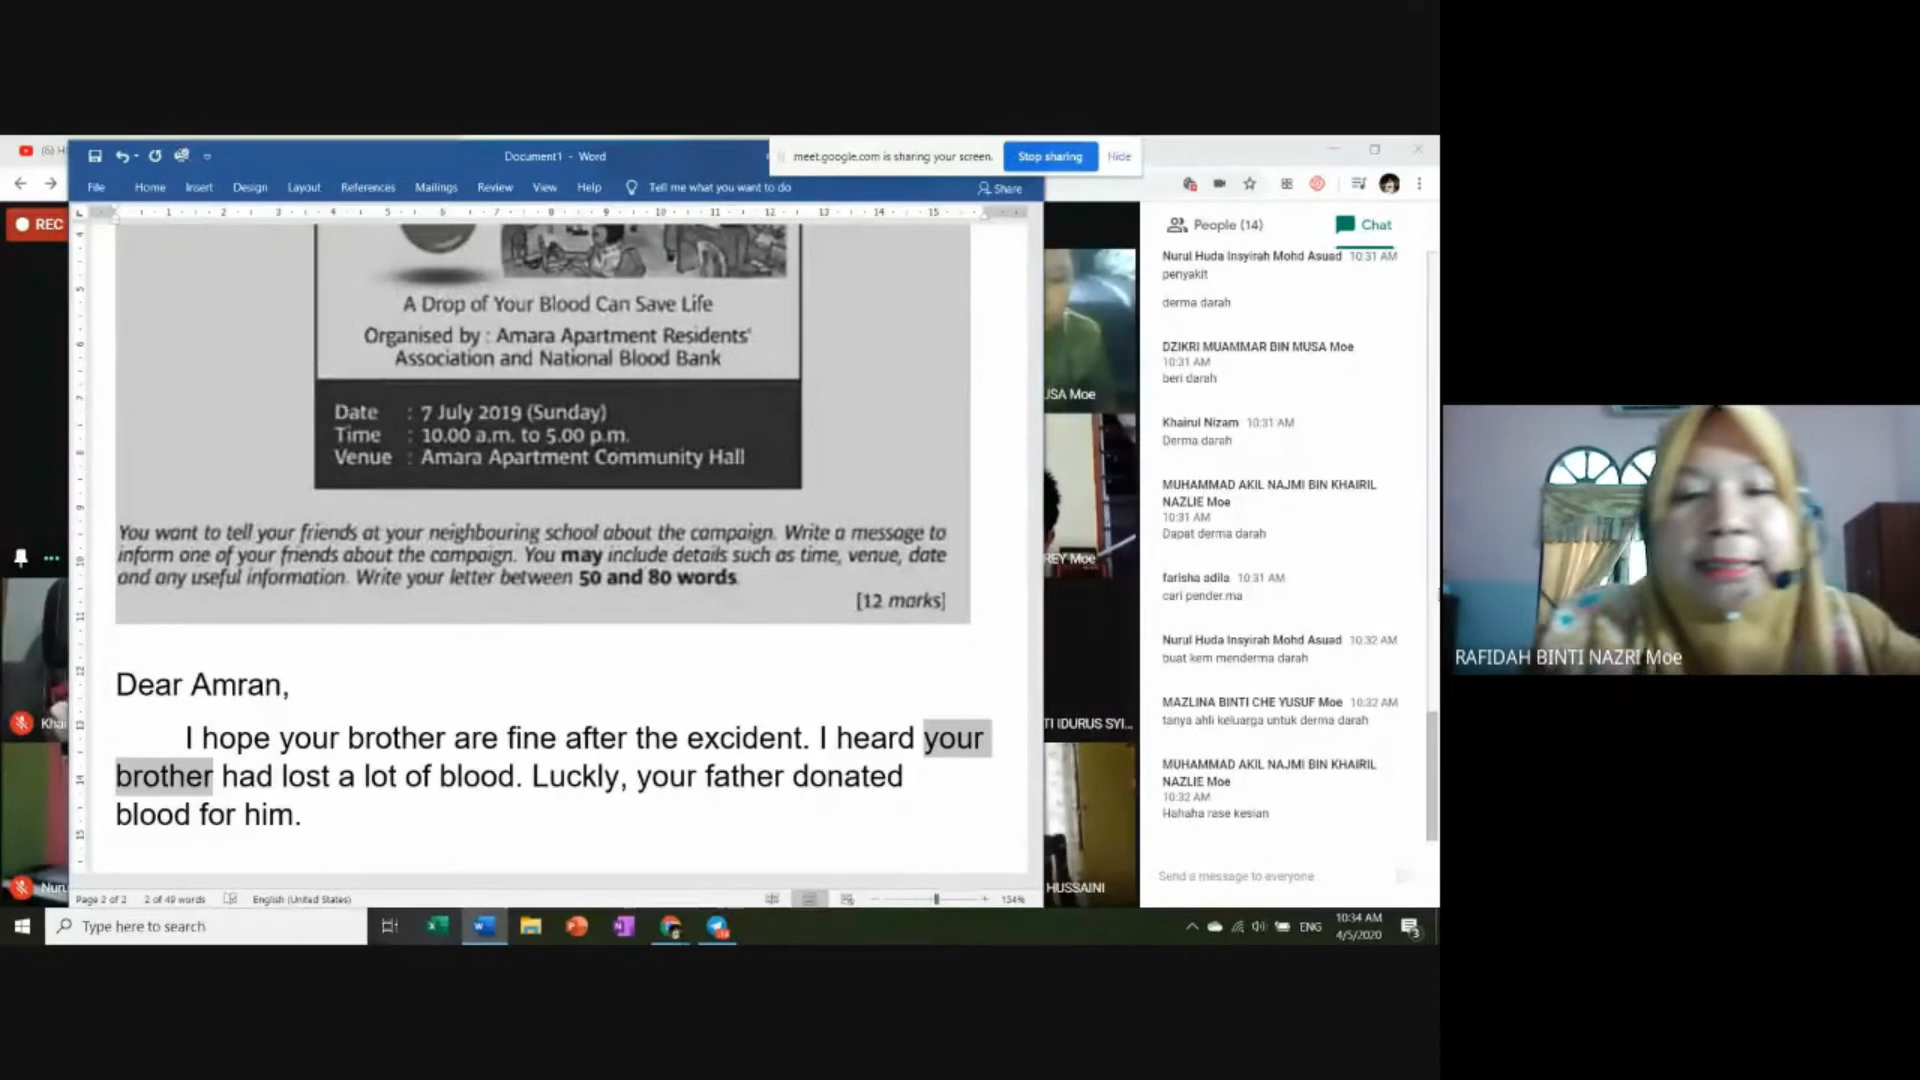 Document1 - Word
meet.google.com is sharing your screen.
Stop sharing
Hide
File Home Insert Design Layout References Mailings Review View Help Tell me what you want to do
Share
REC
A Drop of Your Blood Can Save Life
Organised by : Amara Apartment Residents'
Association and National Blood Bank
Date : 7 July 2019 (Sunday)
Time : 10.00 a.m. to 5.00 p.m.
Venue : Amara Apartment Community Hall
You want to tell your friends at your neighbouring school about the campaign. Write a message to
inform one of your friends about the campaign. You may include details such as time, venue, date
and any useful information. Write your letter between 50 and 80 words.
[12 marks]
Dear Amran,
I hope your brother are fine after the excident. I heard your
brother had lost a lot of blood. Luckly, your father donated
blood for him.
Page 2 of 2 2 of 49 words English (United States)
154%
USA Moe
REY Moe
TI IDURUS SYI...
HUSSAINI
People (14)
Chat
Nurul Huda Insyirah Mohd Asuad 10:31 AM
penyakit
derma darah
DZIKRI MUAMMAR BIN MUSA Moe
10:31 AM
beri darah
Khairul Nizam 10:31 AM
Derma darah
MUHAMMAD AKIL NAJMI BIN KHAIRIL
NAZLIE Moe
10:31 AM
Dapat derma darah
farisha adila 10:31 AM
cari pender.ma
Nurul Huda Insyirah Mohd Asuad 10:32 AM
buat kem menderma darah
MAZLINA BINTI CHE YUSUF Moe 10:32 AM
tanya ahli keluarga untuk derma darah
MUHAMMAD AKIL NAJMI BIN KHAIRIL
NAZLIE Moe
10:32 AM
Hahaha rase kesian
Send a message to everyone
RAFIDAH BINTI NAZRI Moe
Type here to search
ENG
10:34 AM
4/5/2020